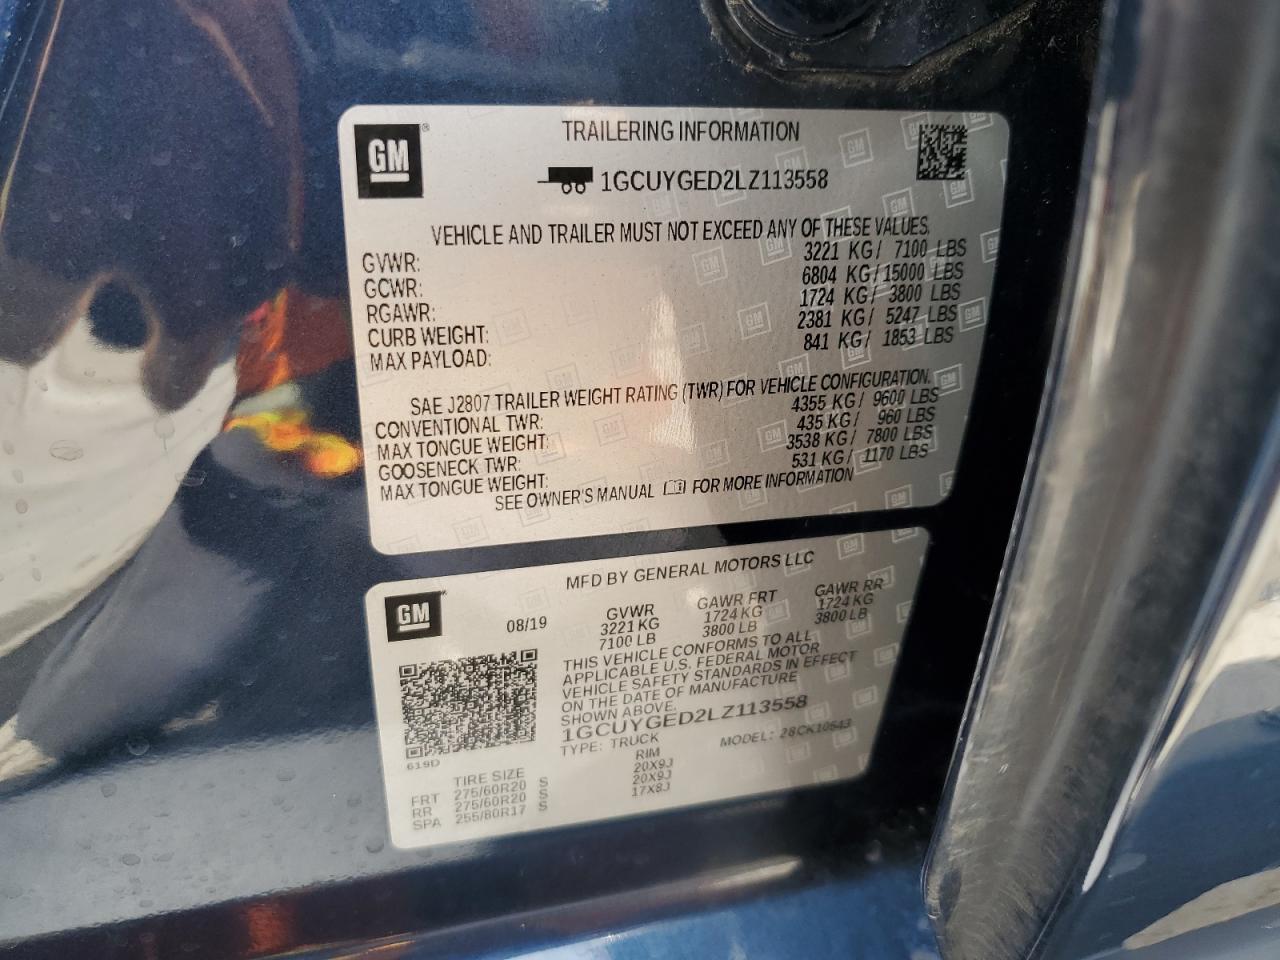 GM
TRAILERING INFORMATION
1GCUYGED2LZ113558
VEHICLE AND TRAILER MUST NOT EXCEED ANY OF THESE VALUES.
GVWR: 3221 KG/ 7100 LBS
GCWR: 6804 KG/15000 LBS
RGAWR: 1724 KG/ 3800 LBS
CURB WEIGHT: 2381 KG/ 5247 LBS
MAX PAYLOAD: 841 KG/ 1853 LBS
SAE J2807 TRAILER WEIGHT RATING (TWR) FOR VEHICLE CONFIGURATION.
CONVENTIONAL TWR: 4355 KG/ 9600 LBS
MAX TONGUE WEIGHT: 435 KG/ 960 LBS
GOOSENECK TWR: 3538 KG/ 7800 LBS
MAX TONGUE WEIGHT: 531 KG/ 1170 LBS
SEE OWNER'S MANUAL FOR MORE INFORMATION
GM
MFD BY GENERAL MOTORS LLC
08/19
GVWR GAWR FRT GAWR RR
3221 KG 1724 KG 1724 KG
7100 LB 3800 LB 3800 LB
THIS VEHICLE CONFORMS TO ALL
APPLICABLE U.S. FEDERAL MOTOR
VEHICLE SAFETY STANDARDS IN EFFECT
ON THE DATE OF MANUFACTURE
SHOWN ABOVE.
1GCUYGED2LZ113558
TYPE: TRUCK MODEL: 28CK10543
619D
TIRE SIZE RIM
FRT 275/60R20 S 20X9J
RR 275/60R20 S 20X9J
SPA 255/80R17 S 17X8J